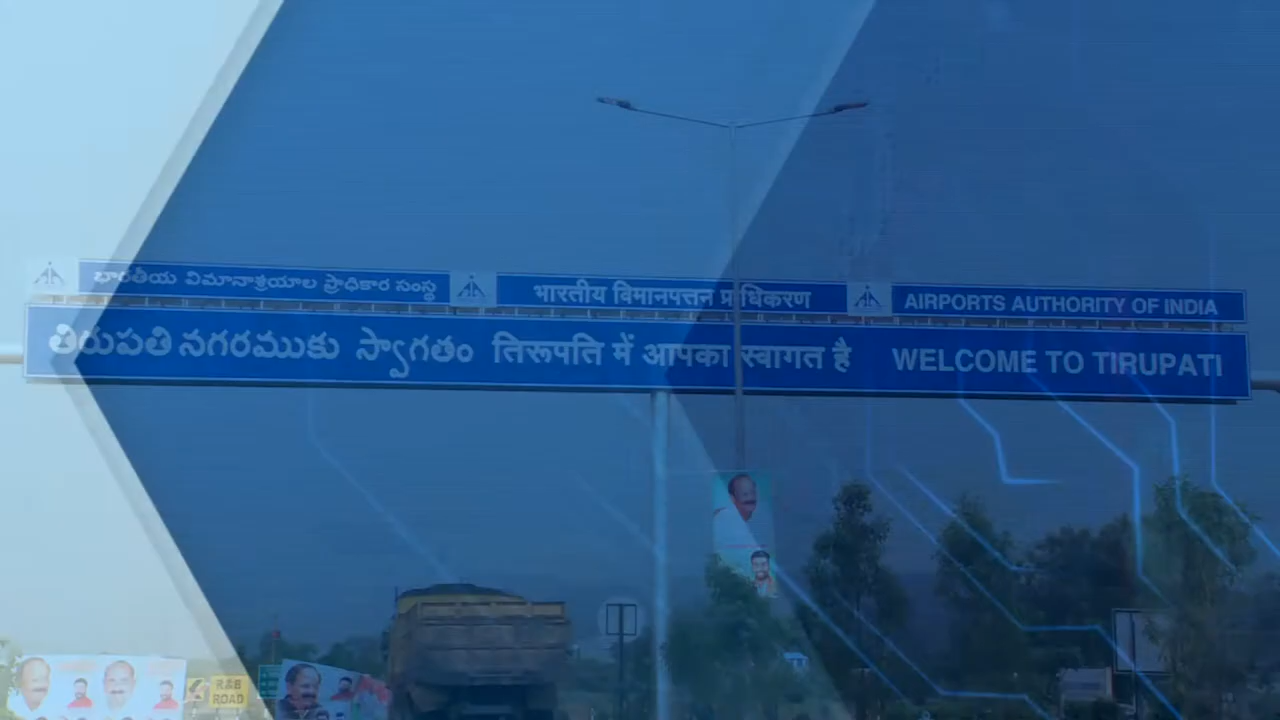 భారతీయ విమానాశ్రయాల ప్రాధికార సంస్థ भारतीय विमानपत्तन प्राधिकरण AIRPORTS AUTHORITY OF INDIA
తిరుపతి నగరముకు స్వాగతం तिरूपति में आपका स्वागत है WELCOME TO TIRUPATI
R&B
ROAD